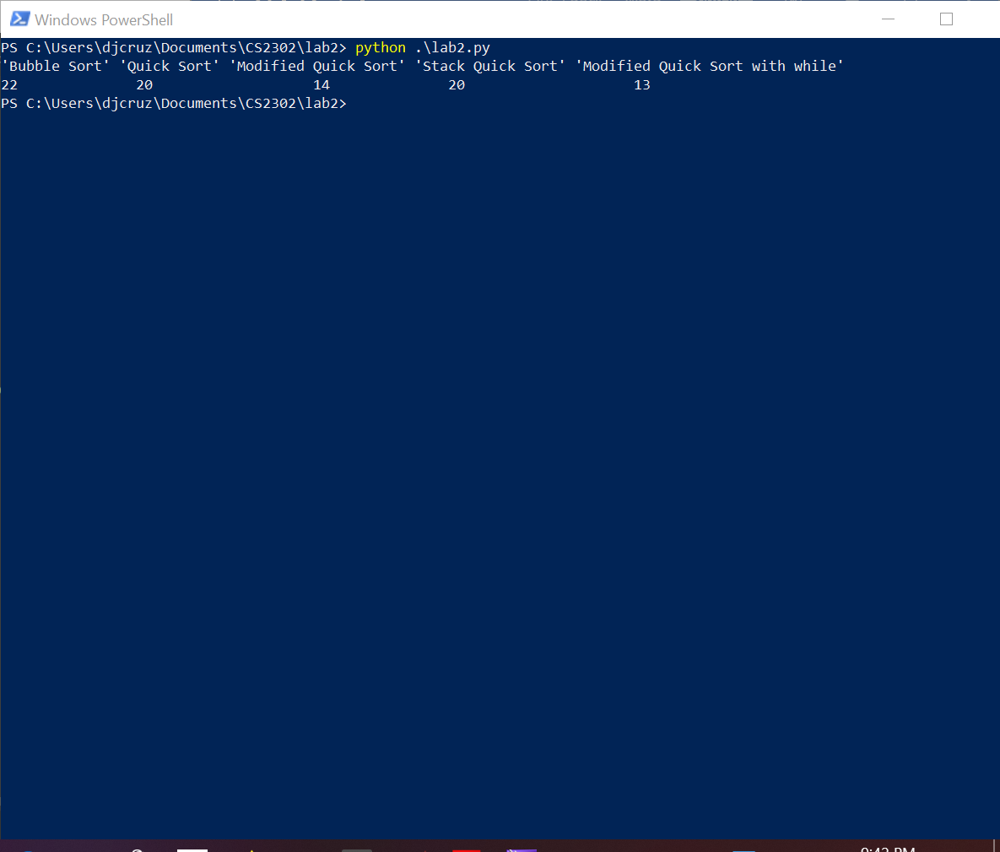 Windows PowerShell
PS C:\Users\djcruz\Documents\CS2302\lab2> python .\lab2.py
'Bubble Sort' 'Quick Sort' 'Modified Quick Sort' 'Stack Quick Sort' 'Modified Quick Sort with while'
22 20 14 20 13
PS C:\Users\djcruz\Documents\CS2302\lab2>